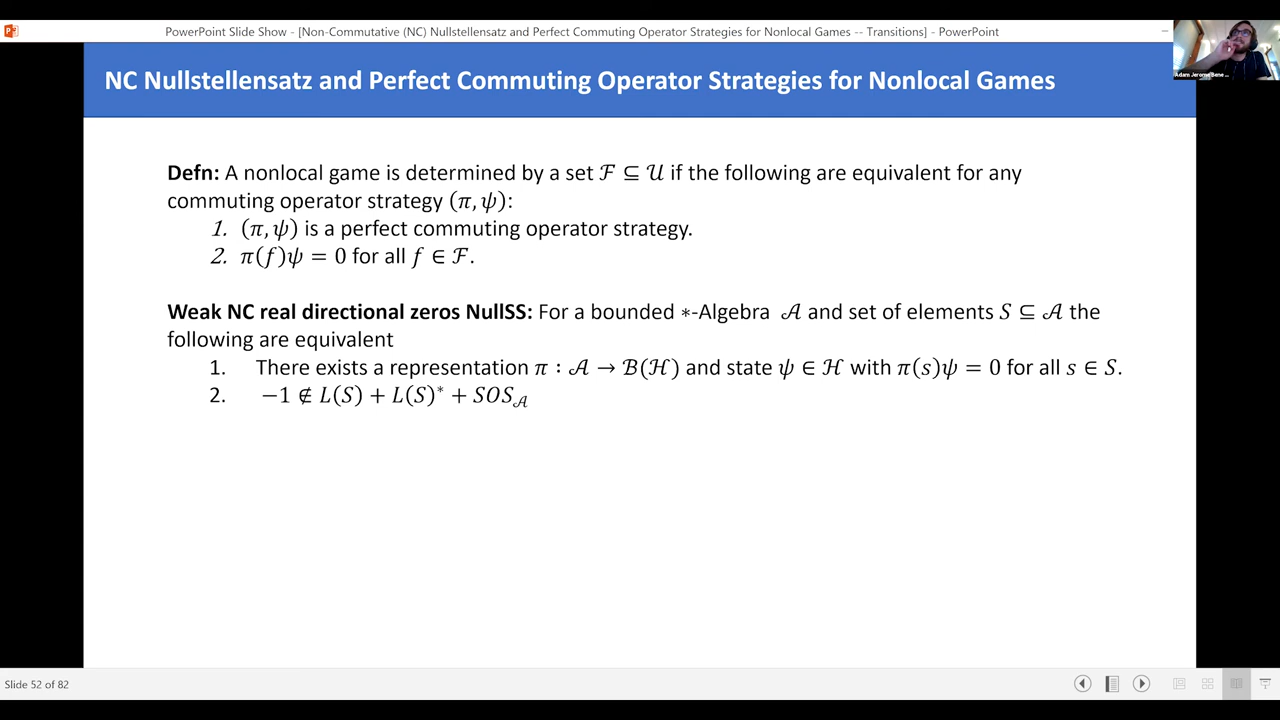 PowerPoint Slide Show - [Non-Commutative (NC) Nullstellensatz and Perfect Commuting Operator Strategies for Nonlocal Games -- Transitions] - PowerPoint
Adam Jerome Bene ...
NC Nullstellensatz and Perfect Commuting Operator Strategies for Nonlocal Games
Defn: A nonlocal game is determined by a set ℱ ⊆ 𝒰 if the following are equivalent for any
commuting operator strategy (π, ψ):
1. (π, ψ) is a perfect commuting operator strategy.
2. π(f)ψ = 0 for all f ∈ ℱ.
Weak NC real directional zeros NullSS: For a bounded ∗-Algebra 𝒜 and set of elements S ⊆ 𝒜 the
following are equivalent
1. There exists a representation π : 𝒜 → ℬ(ℋ) and state ψ ∈ ℋ with π(s)ψ = 0 for all s ∈ S.
2. −1 ∉ L(S) + L(S)* + SOS_𝒜
Slide 52 of 82